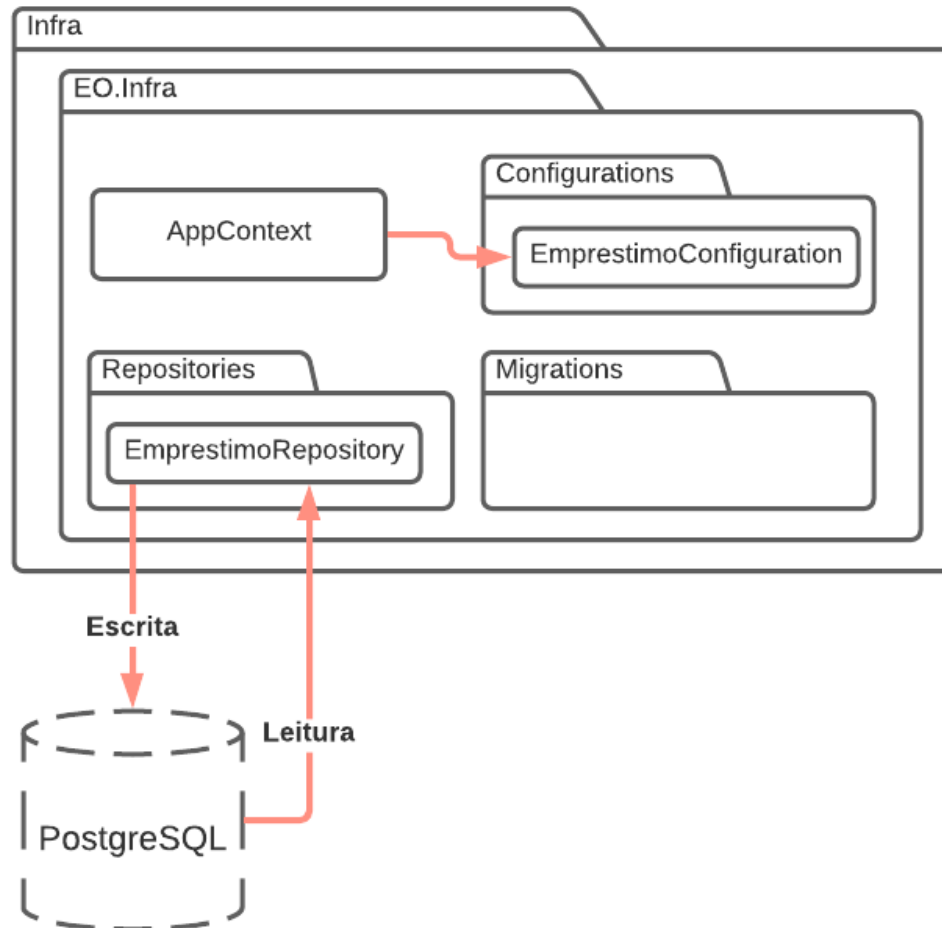 Infra
EO.Infra
Configurations
AppContext
EmprestimoConfiguration
Repositories
Migrations
EmprestimoRepository
Escrita
Leitura
PostgreSQL